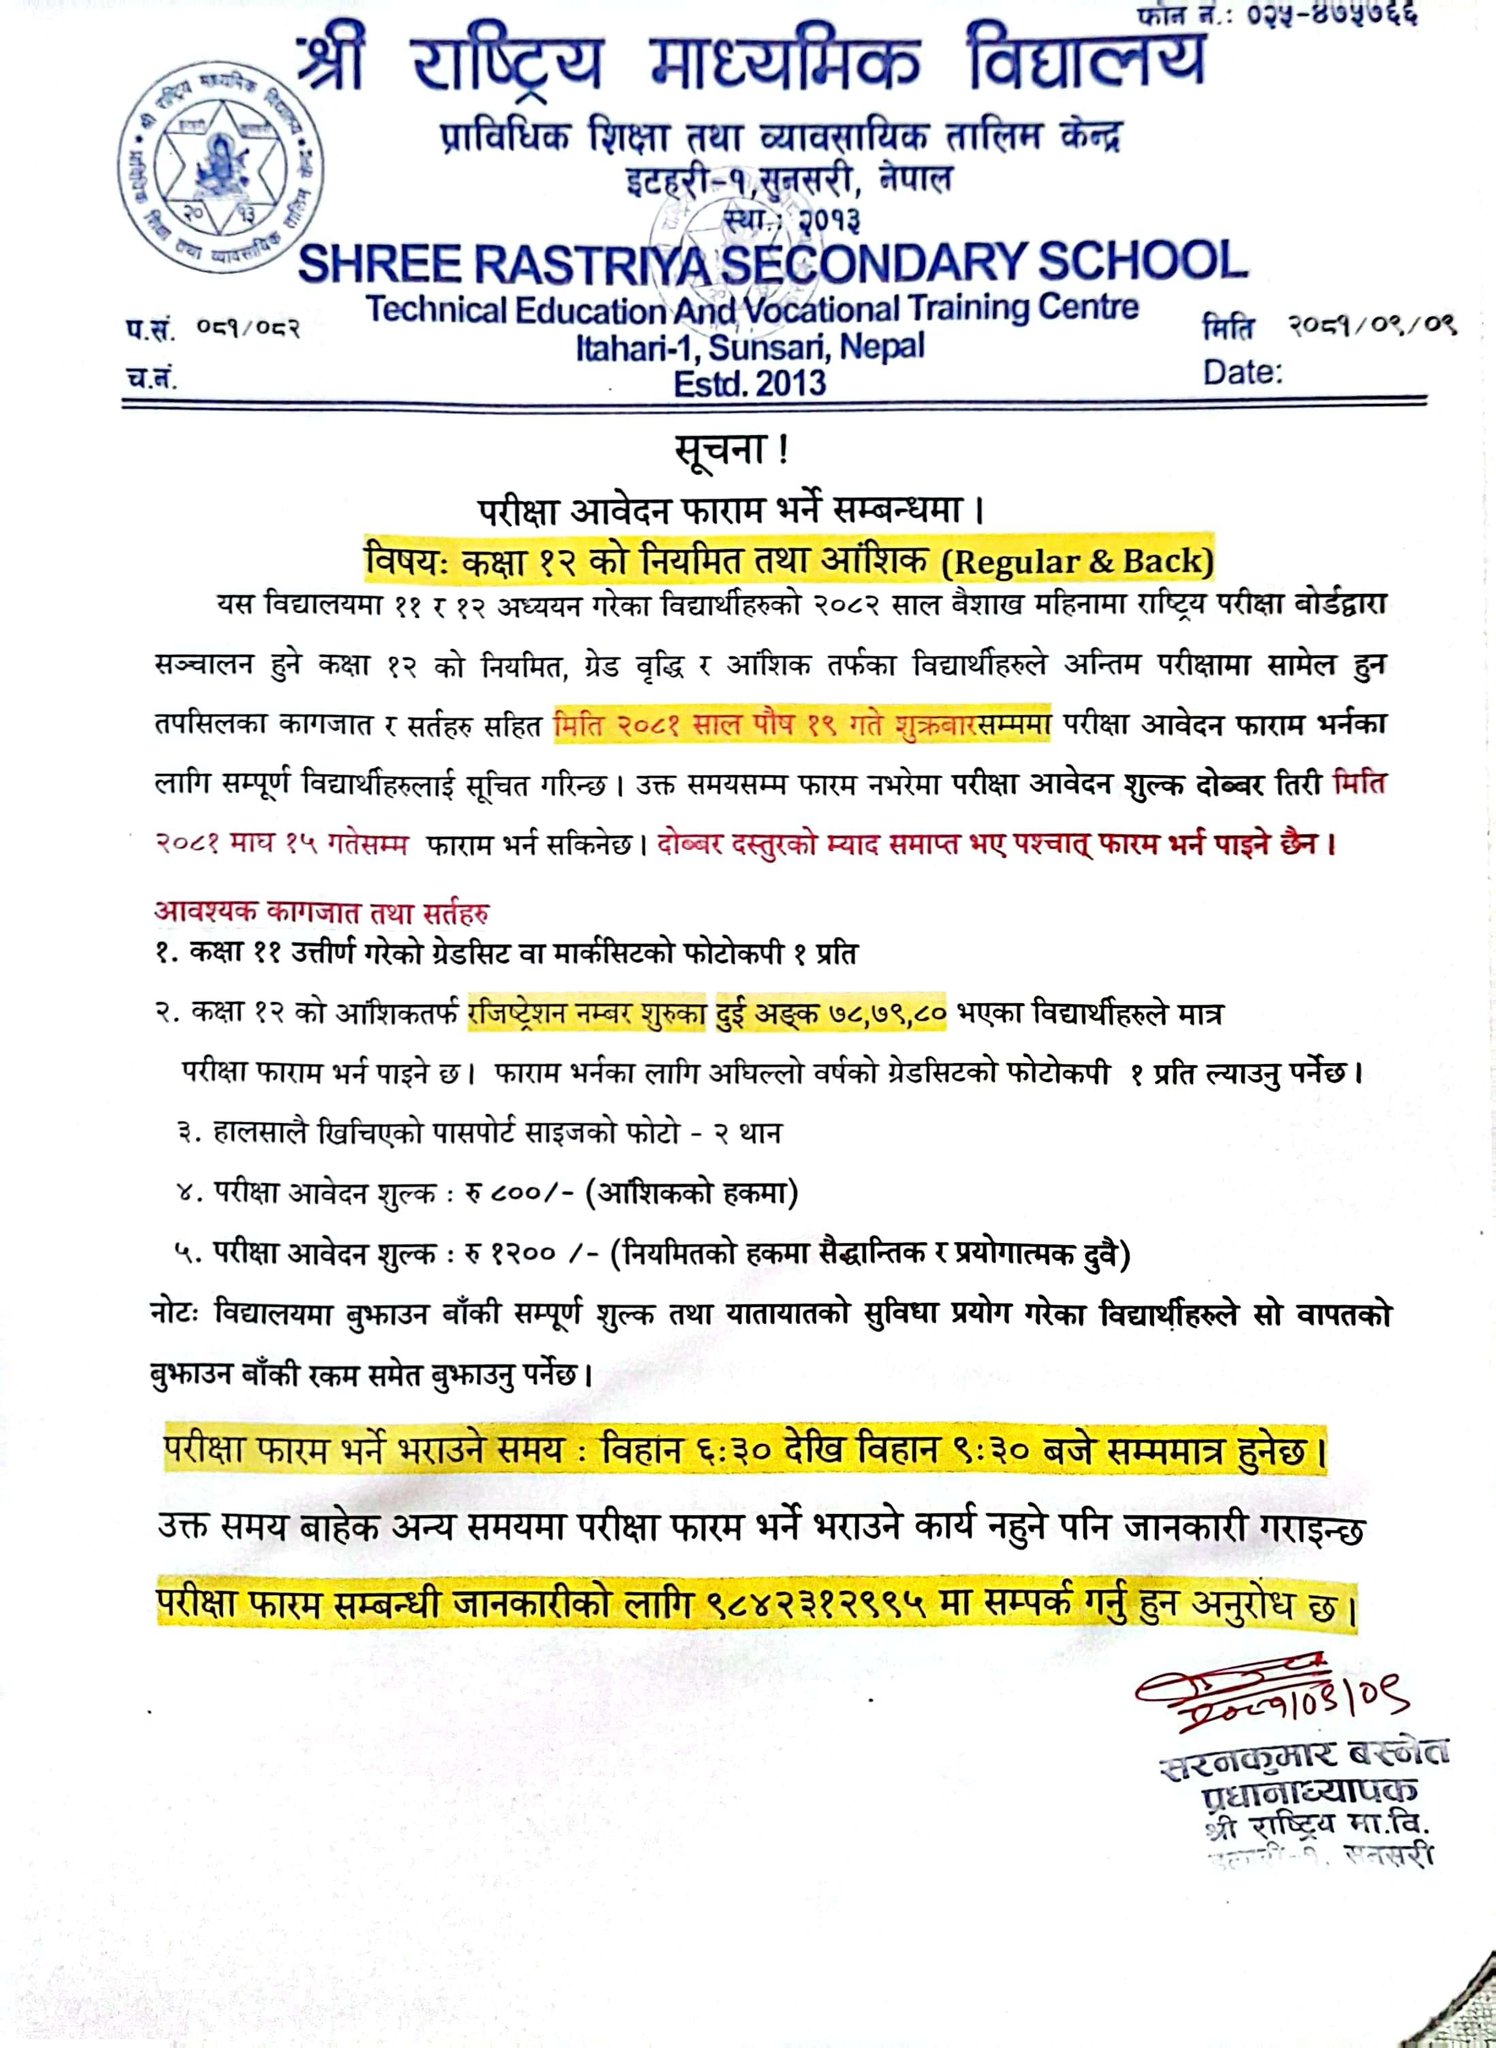 फोन नं.: ०२५-४७५७६६
श्री राष्ट्रिय माध्यमिक विद्यालय
प्राविधिक शिक्षा तथा व्यावसायिक तालिम केन्द्र
इटहरी-१,सुनसरी, नेपाल
स्था.: २०१३
श्री राष्ट्रिय माध्यमिक विद्यालय
प्राविधिक शिक्षा तथा व्यावसायिक तालिम केन्द्र
२० १३
SHREE RASTRIYA SECONDARY SCHOOL
Technical Education And Vocational Training Centre
Itahari-1, Sunsari, Nepal
Estd. 2013
प.सं. ०८१/०८२
च.नं.
मिति २०८१/०९/०९
Date:
सूचना !
परीक्षा आवेदन फाराम भर्ने सम्बन्धमा ।
विषयः कक्षा १२ को नियमित तथा आंशिक (Regular & Back)
यस विद्यालयमा ११ र १२ अध्ययन गरेका विद्यार्थीहरुको २०८२ साल बैशाख महिनामा राष्ट्रिय परीक्षा बोर्डद्वारा
सञ्चालन हुने कक्षा १२ को नियमित, ग्रेड वृद्धि र आंशिक तर्फका विद्यार्थीहरुले अन्तिम परीक्षामा सामेल हुन
तपसिलका कागजात र सर्तहरु सहित मिति २०८१ साल पौष १९ गते शुक्रबारसम्ममा परीक्षा आवेदन फाराम भर्नका
लागि सम्पूर्ण विद्यार्थीहरुलाई सूचित गरिन्छ । उक्त समयसम्म फारम नभरेमा परीक्षा आवेदन शुल्क दोब्बर तिरी मिति
२०८१ माघ १५ गतेसम्म फाराम भर्न सकिनेछ । दोब्बर दस्तुरको म्याद समाप्त भए पश्चात् फारम भर्न पाइने छैन ।
आवश्यक कागजात तथा सर्तहरु
१. कक्षा ११ उत्तीर्ण गरेको ग्रेडसिट वा मार्कसिटको फोटोकपी १ प्रति
२. कक्षा १२ को आंशिकतर्फ रजिष्ट्रेशन नम्बर शुरुका दुई अङ्क ७८,७९,८० भएका विद्यार्थीहरुले मात्र
परीक्षा फाराम भर्न पाइने छ । फाराम भर्नका लागि अघिल्लो वर्षको ग्रेडसिटको फोटोकपी १ प्रति ल्याउनु पर्नेछ ।
३. हालसालै खिचिएको पासपोर्ट साइजको फोटो - २ थान
४. परीक्षा आवेदन शुल्क : रु ८००/- (आंशिकको हकमा)
५. परीक्षा आवेदन शुल्क : रु १२०० /- (नियमितको हकमा सैद्धान्तिक र प्रयोगात्मक दुवै)
नोटः विद्यालयमा बुझाउन बाँकी सम्पूर्ण शुल्क तथा यातायातको सुविधा प्रयोग गरेका विद्यार्थीहरुले सो वापतको
बुझाउन बाँकी रकम समेत बुझाउनु पर्नेछ ।
परीक्षा फारम भर्ने भराउने समय : विहान ६:३० देखि विहान ९:३० बजे सम्ममात्र हुनेछ ।
उक्त समय बाहेक अन्य समयमा परीक्षा फारम भर्ने भराउने कार्य नहुने पनि जानकारी गराइन्छ
परीक्षा फारम सम्बन्धी जानकारीको लागि ९८४२३१२९९५ मा सम्पर्क गर्नु हुन अनुरोध छ ।
२०८१/०९/०९
सरनकुमार बस्नेत
प्रधानाध्यापक
श्री राष्ट्रिय मा.वि.
सुनसरी